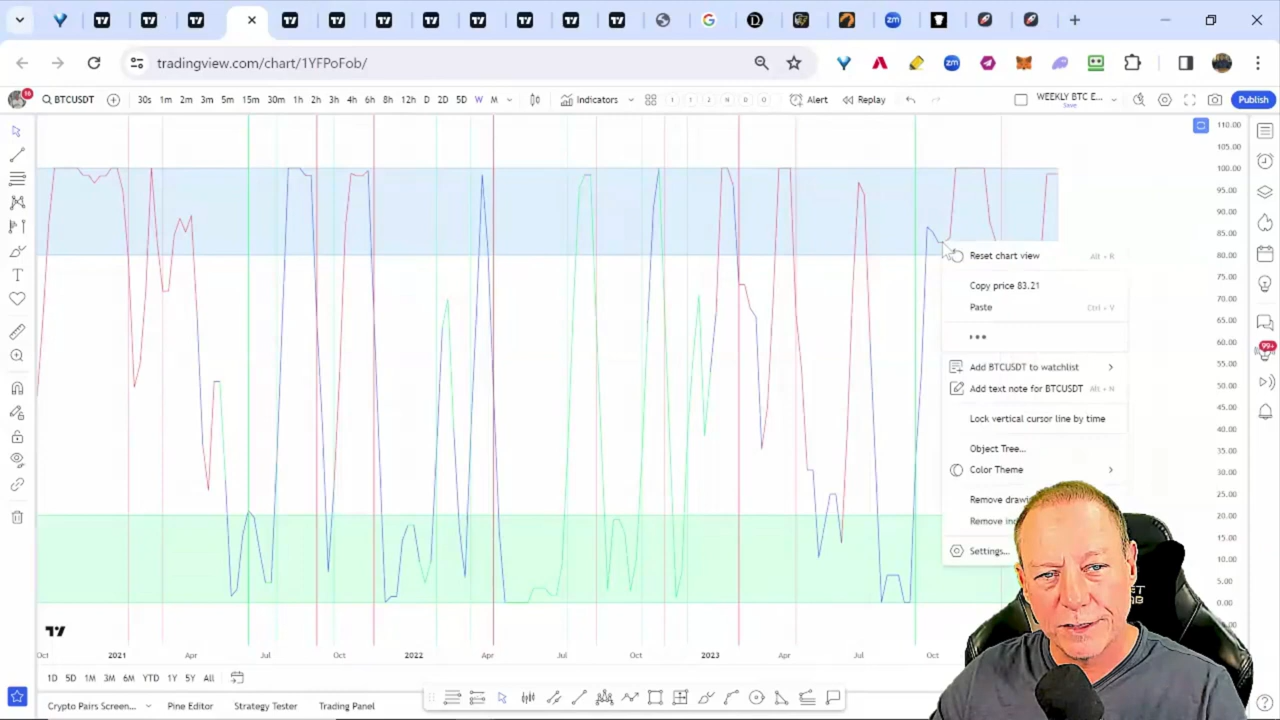 tradingview.com/chart/1YFPoFob/
16
BTCUSDT
30s 1m 2m 3m 5m 15m 30m 1h 2h 3h 4h 6h 8h 12h D 2D 5D W M
Indicators
Alert
Replay
WEEKLY BTC E...
Save
Publish
110.00
105.00
100.00
95.00
90.00
85.00
80.00
75.00
70.00
65.00
60.00
55.00
50.00
45.00
40.00
35.00
30.00
25.00
20.00
15.00
10.00
5.00
0.00
Reset chart view Alt + R
Copy price 83.21
Paste Ctrl + V
Add BTCUSDT to watchlist
Add text note for BTCUSDT Alt + N
Lock vertical cursor line by time
Object Tree...
Color Theme
Remove
Remove
Settings...
99+
Oct 2021 Apr Jul Oct 2022 Apr Jul Oct 2023 Apr Jul Oct
1D 5D 1M 3M 6M YTD 1Y 5Y All
Crypto Pairs Screen... Pine Editor Strategy Tester Trading Panel